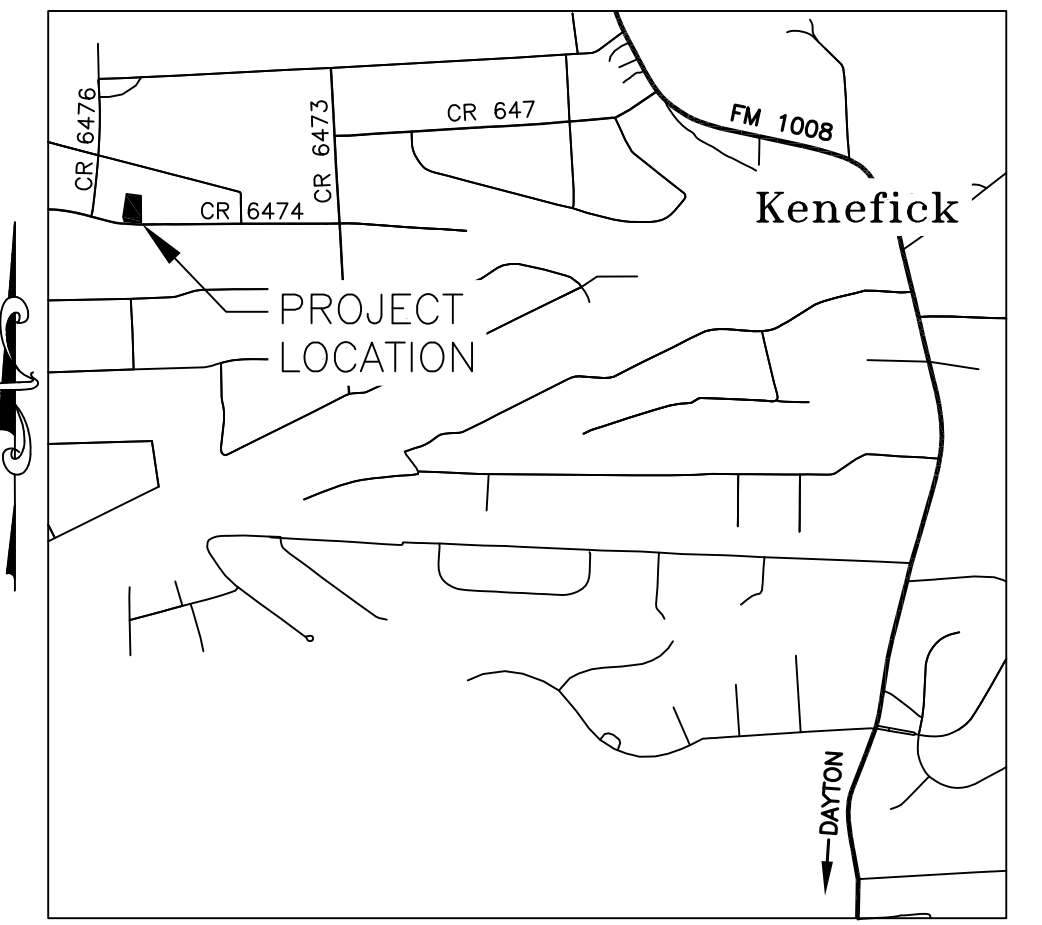 CR 6476
CR 6473
CR 647
FM 1008
Kenefick
CR 6474
PROJECT
LOCATION
DAYTON